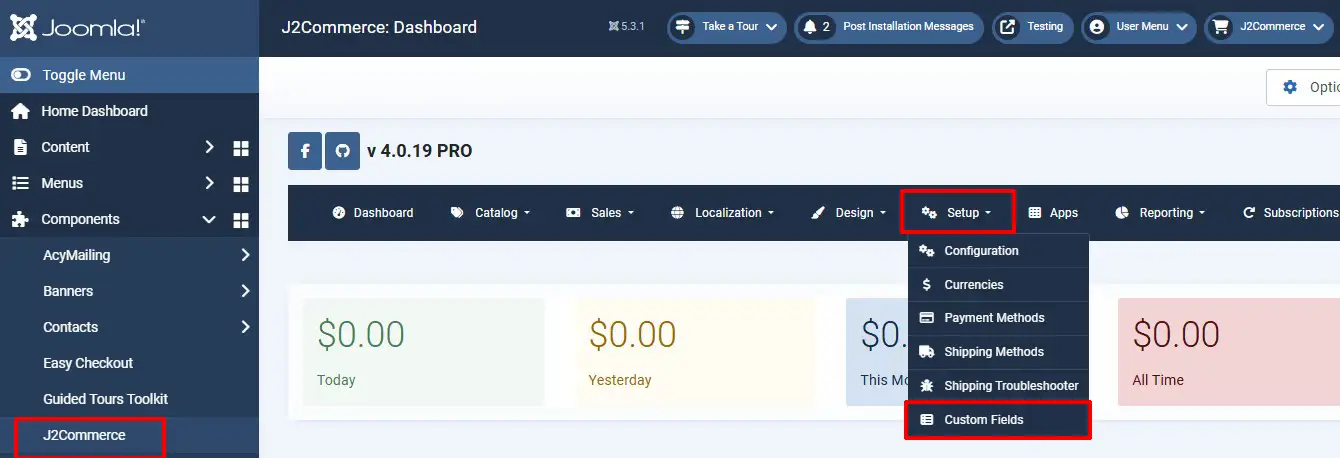 Joomla!
J2Commerce: Dashboard
5.3.1
Take a Tour
2
Post Installation Messages
Testing
User Menu
J2Commerce
Toggle Menu
Home Dashboard
Content
Menus
Components
AcyMailing
Banners
Contacts
Easy Checkout
Guided Tours Toolkit
J2Commerce
Optio
v 4.0.19 PRO
Dashboard
Catalog
Sales
Localization
Design
Setup
Apps
Reporting
Subscriptions
Configuration
Currencies
Payment Methods
Shipping Methods
Shipping Troubleshooter
Custom Fields
$0.00
Today
$0.00
Yesterday
$0.
This Mo
$0.00
All Time